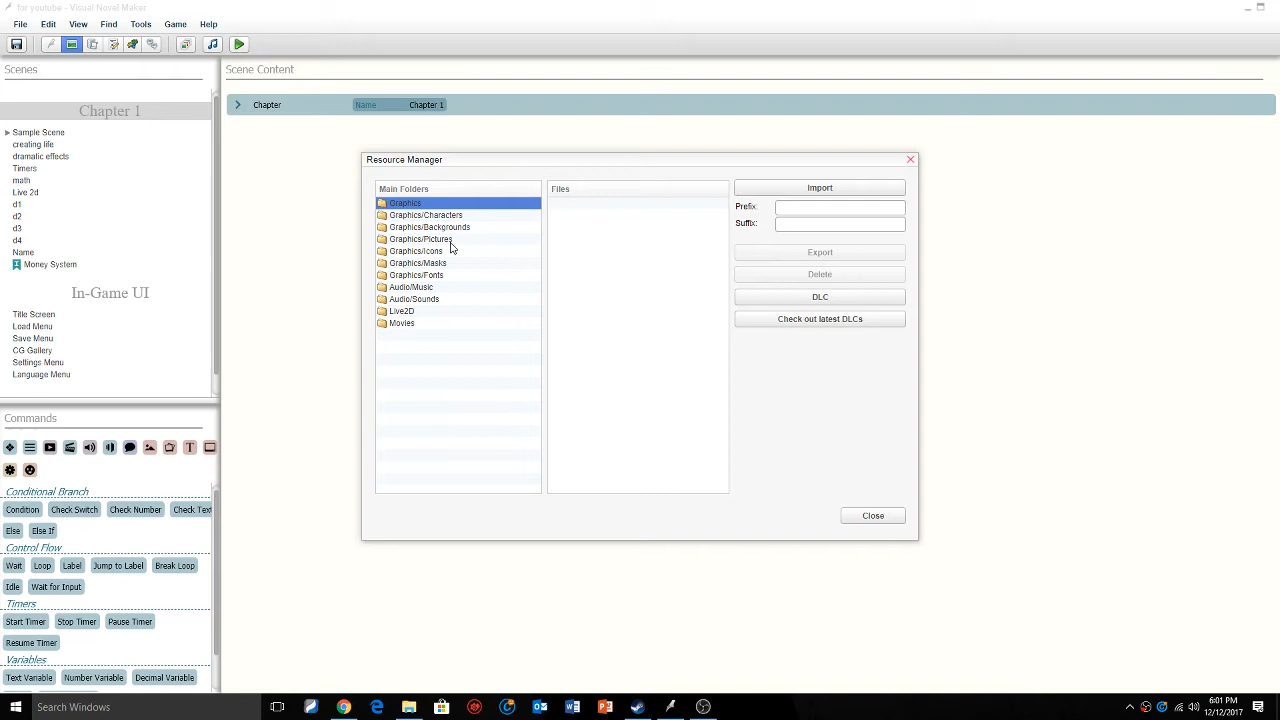 for youtube - Visual Novel Maker
File Edit View Find Tools Game Help
Scenes
Scene Content
Chapter 1
Chapter Name Chapter 1
Sample Scene
creating life
dramatic effects
Timers
math
Live 2d
d1
d2
d3
d4
Name
Money System
In-Game UI
Title Screen
Load Menu
Save Menu
CG Gallery
Settings Menu
Language Menu
Resource Manager
Main Folders
Graphics
Graphics/Characters
Graphics/Backgrounds
Graphics/Pictures
Graphics/Icons
Graphics/Masks
Graphics/Fonts
Audio/Music
Audio/Sounds
Live2D
Movies
Files
Import
Prefix:
Suffix:
Export
Delete
DLC
Check out latest DLCs
Close
Commands
Conditional Branch
Condition Check Switch Check Number Check Text
Else Else If
Control Flow
Wait Loop Label Jump to Label Break Loop
Idle Wait for Input
Timers
Start Timer Stop Timer Pause Timer
Resume Timer
Variables
Text Variable Number Variable Decimal Variable
Search Windows
6:01 PM
12/12/2017